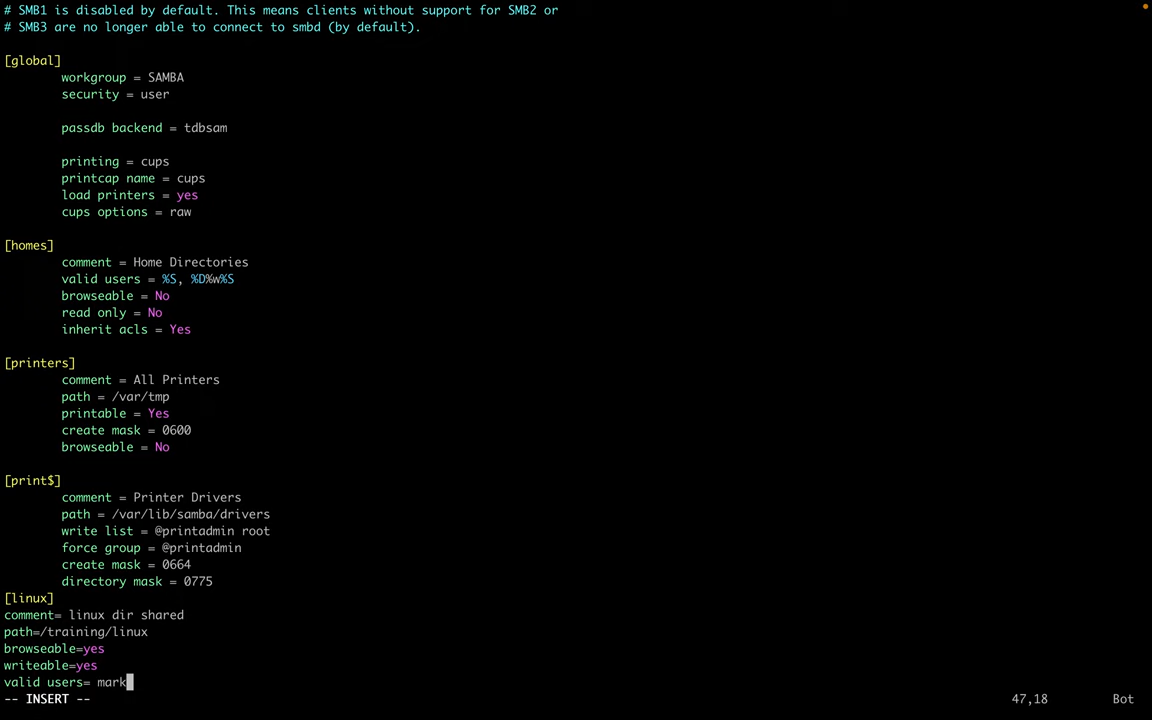 # SMB1 is disabled by default. This means clients without support for SMB2 or
# SMB3 are no longer able to connect to smbd (by default).
[global]
workgroup = SAMBA
security = user
passdb backend = tdbsam
printing = cups
printcap name = cups
load printers = yes
cups options = raw
[homes]
comment = Home Directories
valid users = %S, %D%w%S
browseable = No
read only = No
inherit acls = Yes
[printers]
comment = All Printers
path = /var/tmp
printable = Yes
create mask = 0600
browseable = No
[print$]
comment = Printer Drivers
path = /var/lib/samba/drivers
write list = @printadmin root
force group = @printadmin
create mask = 0664
directory mask = 0775
[linux]
comment= linux dir shared
path=/training/linux
browseable=yes
writeable=yes
valid users= mark
-- INSERT -- 47,18 Bot